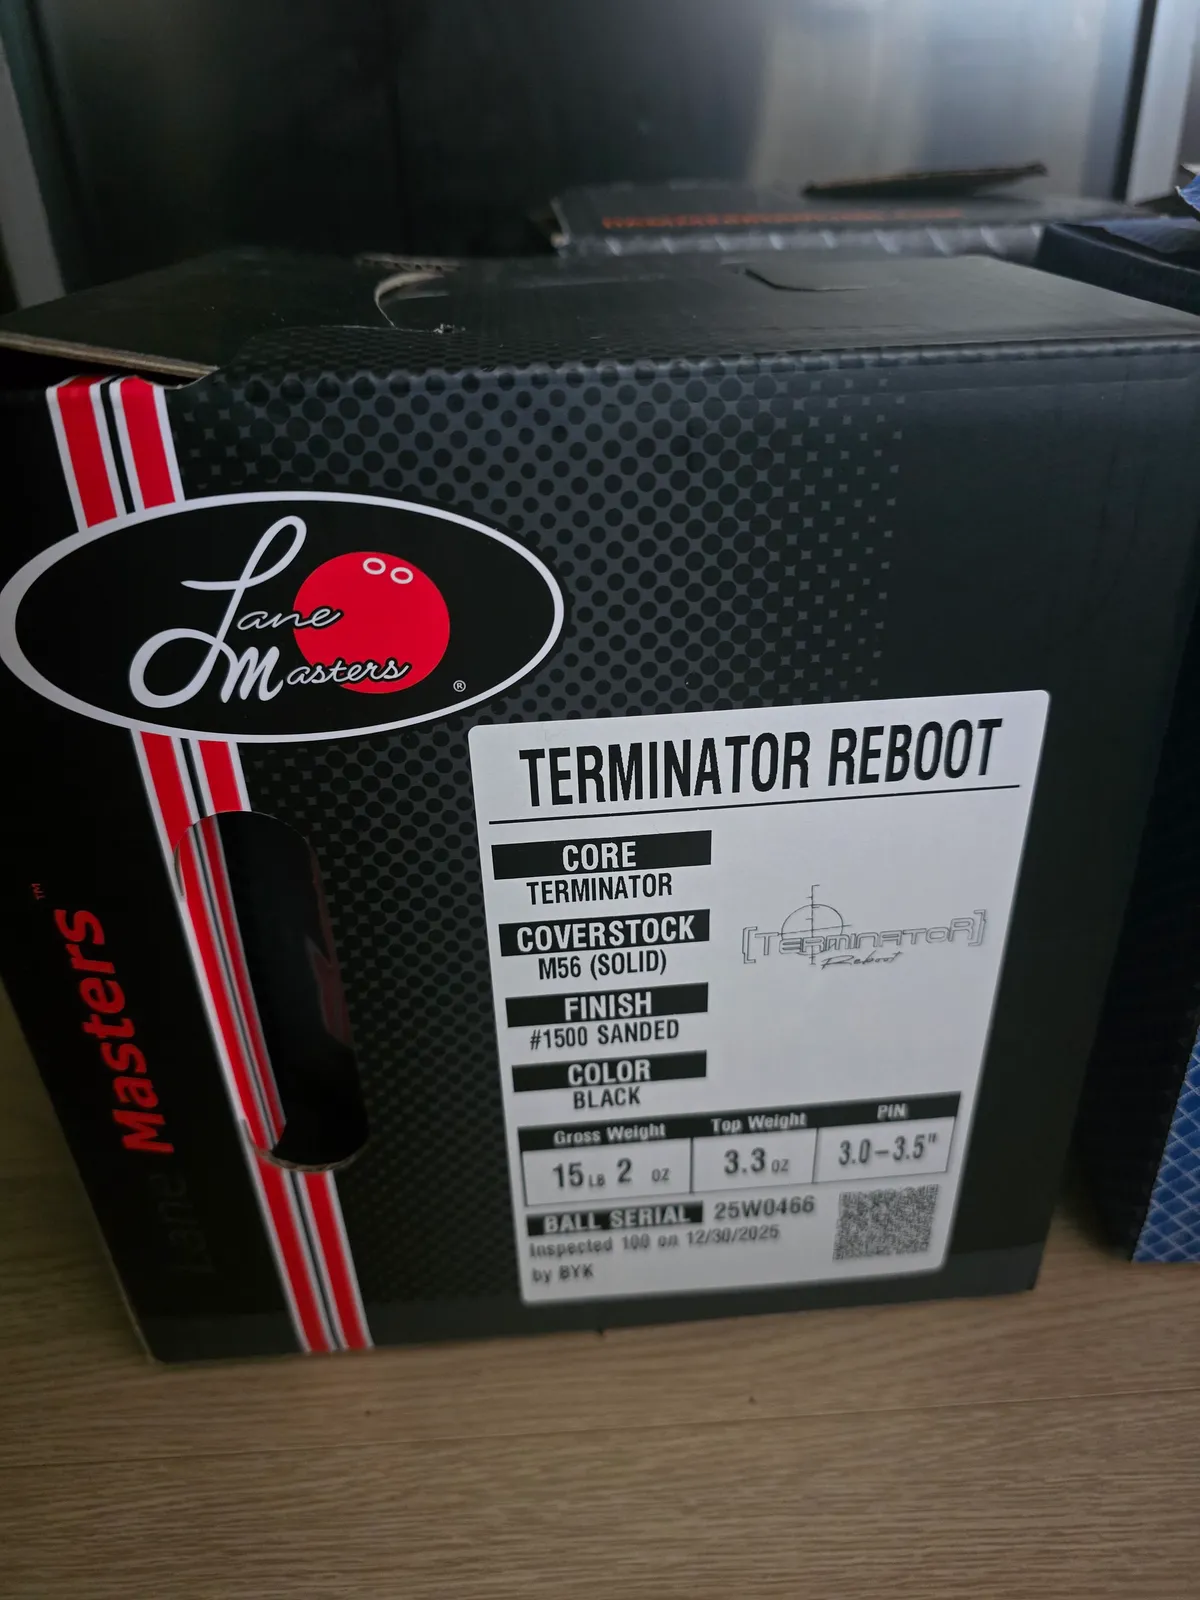 Lane
Masters
®
TERMINATOR REBOOT
CORE
TERMINATOR
COVERSTOCK
M56 (SOLID)
FINISH
#1500 SANDED
COLOR
BLACK
[TERMINATOR]
Reboot
Gross Weight Top Weight PIN
15 LB 2 OZ 3.3 OZ 3.0-3.5"
BALL SERIAL 25W0466
Inspected 100 on 12/30/2025
by BYK
Lane Masters™